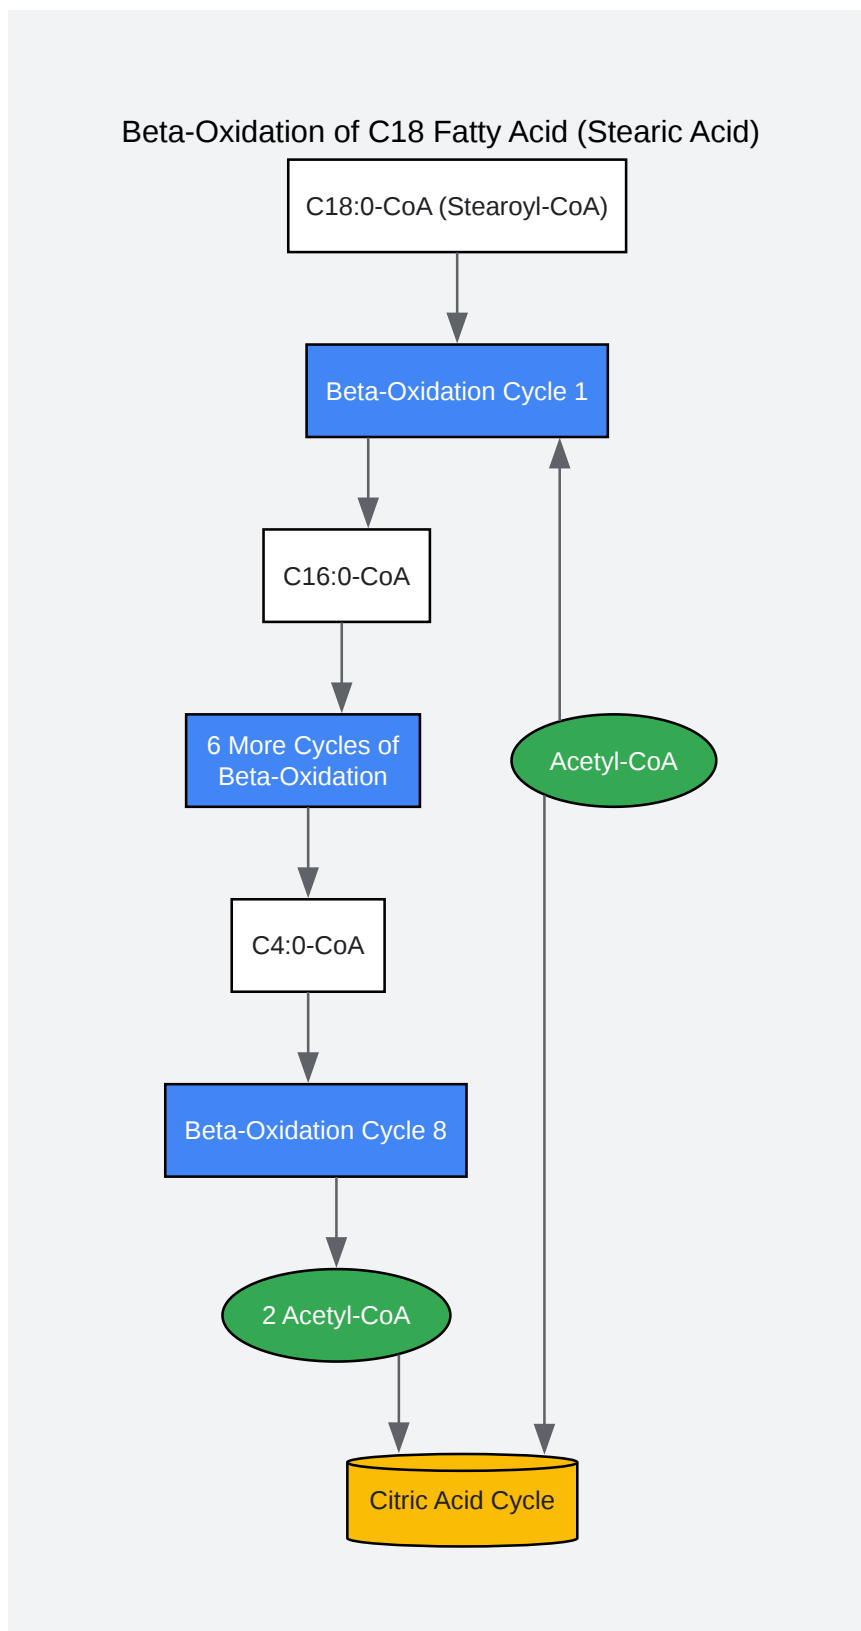 Beta-Oxidation of C18 Fatty Acid (Stearic Acid)
C18:0-CoA (Stearoyl-CoA)
Beta-Oxidation Cycle 1
C16:0-CoA
6 More Cycles of
Beta-Oxidation
Acetyl-CoA
C4:0-CoA
Beta-Oxidation Cycle 8
2 Acetyl-CoA
Citric Acid Cycle